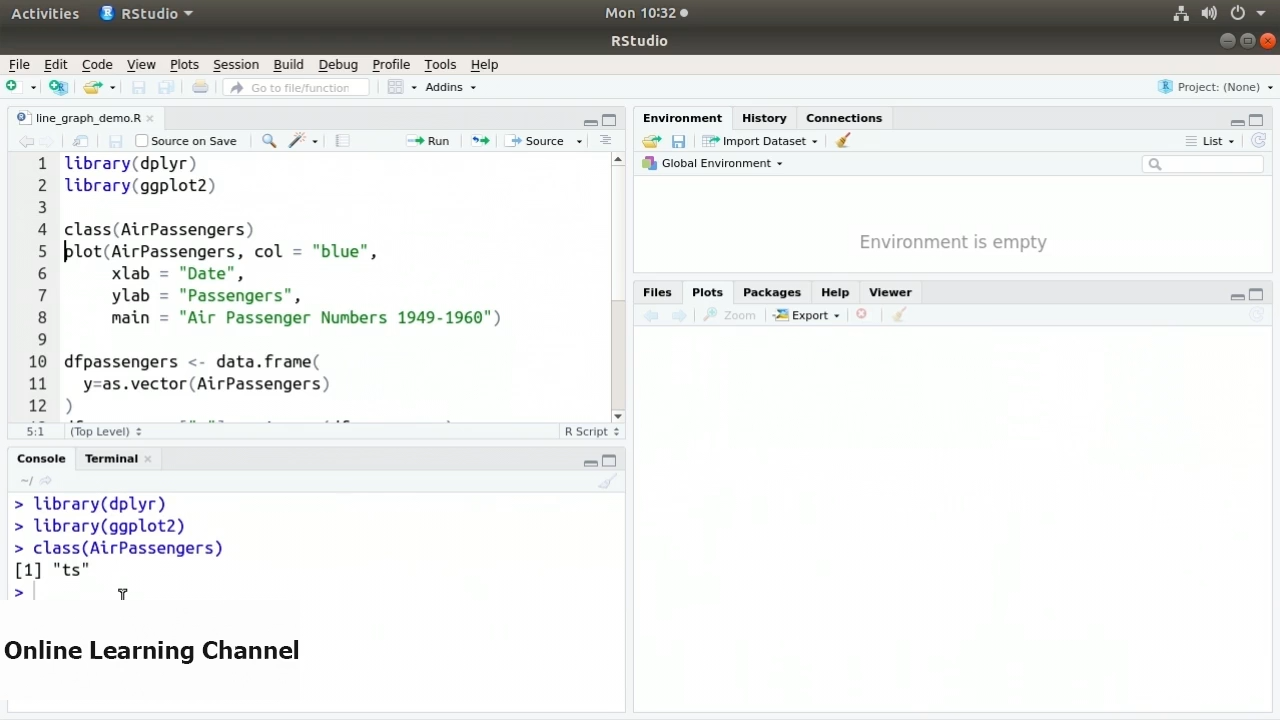 Activities RStudio Mon 10:32
RStudio
File Edit Code View Plots Session Build Debug Profile Tools Help
Go to file/function Addins Project: (None)
line_graph_demo.R
Source on Save Run Source
1 library(dplyr)
2 library(ggplot2)
3
4 class(AirPassengers)
5 plot(AirPassengers, col = "blue",
6 xlab = "Date",
7 ylab = "Passengers",
8 main = "Air Passenger Numbers 1949-1960")
9
10 dfpassengers <- data.frame(
11 y=as.vector(AirPassengers)
12 )
5:1 (Top Level) R Script
Console Terminal
~/
> library(dplyr)
> library(ggplot2)
> class(AirPassengers)
[1] "ts"
>
Online Learning Channel
Environment History Connections
Import Dataset List
Global Environment
Environment is empty
Files Plots Packages Help Viewer
Zoom Export